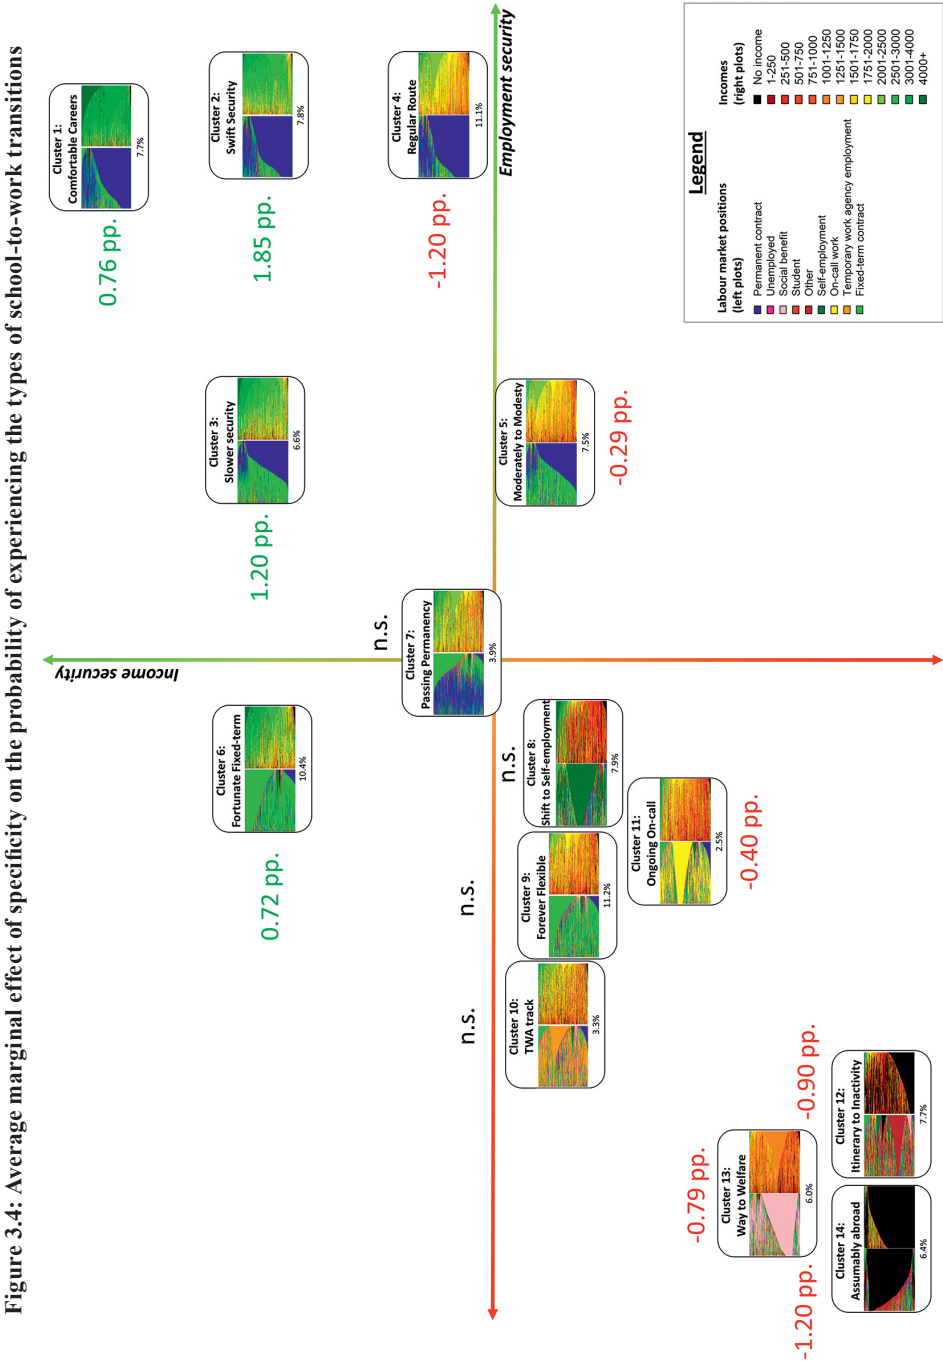 Figure 3.4: Average marginal effect of specificity on the probability of experiencing the types of school-to-work transitions
Income security
Employment security
Cluster 1:
Comfortable Careers
7.7%
0.76 pp.
Cluster 2:
Swift Security
7.8%
1.85 pp.
Cluster 4:
Regular Route
11.1%
-1.20 pp.
Cluster 3:
Slower security
6.6%
1.20 pp.
Cluster 5:
Moderately to Modesty
7.5%
-0.29 pp.
Cluster 7:
Passing Permanency
3.9%
n.s.
Cluster 6:
Fortunate Fixed-term
10.4%
0.72 pp.
Cluster 8:
Shift to Self-employment
7.9%
n.s.
Cluster 9:
Forever Flexible
11.2%
n.s.
Cluster 10:
TWA track
3.3%
n.s.
Cluster 11:
Ongoing On-call
2.5%
-0.40 pp.
Cluster 13:
Way to Welfare
6.0%
-0.79 pp.
Cluster 12:
Itinerary to Inactivity
7.7%
-0.90 pp.
Cluster 14:
Assumably abroad
6.4%
-1.20 pp.
Legend
Labour market positions
(left plots)
Permanent contract
Unemployed
Social benefit
Student
Other
Self-employment
On-call work
Temporary work agency employment
Fixed-term contract
Incomes
(right plots)
No income
1-250
251-500
501-750
751-1000
1001-1250
1251-1500
1501-1750
1751-2000
2001-2500
2501-3000
3001-4000
4000+